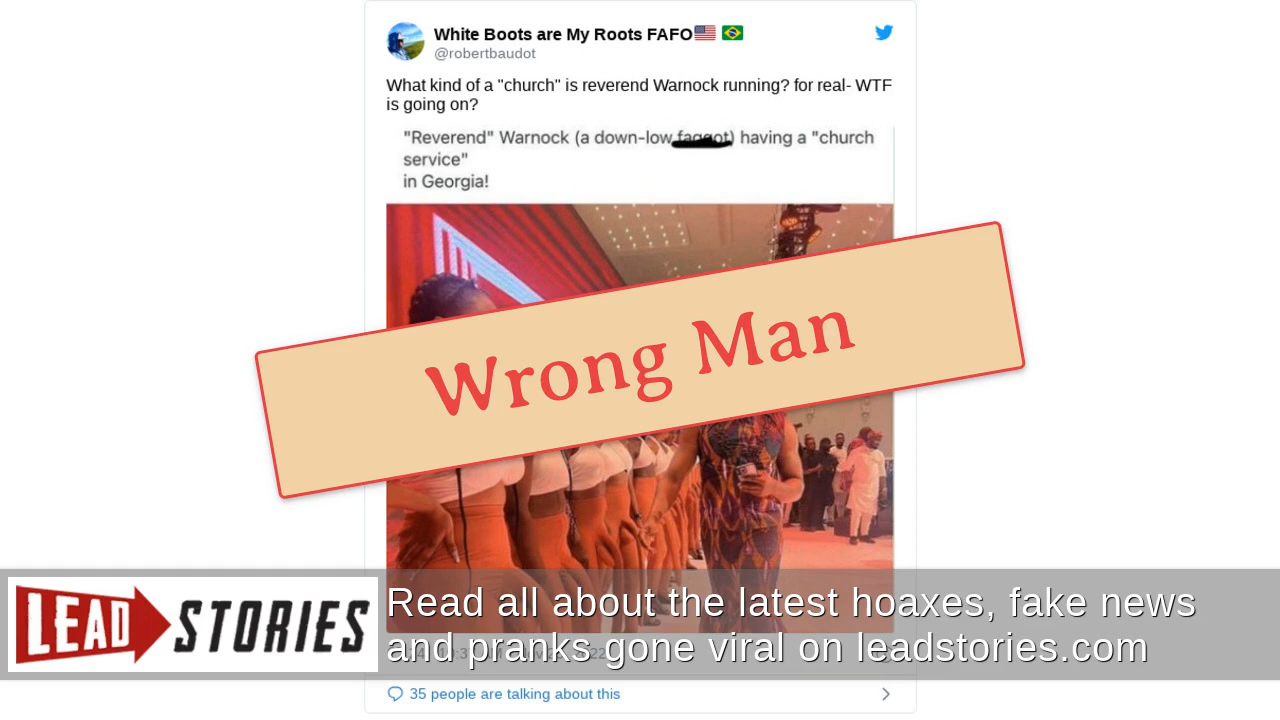 White Boots are My Roots FAFO🇺🇸 🇧🇷
@robertbaudot
What kind of a "church" is reverend Warnock running? for real- WTF
is going on?
"Reverend" Warnock (a down-low faggot) having a "church
service"
in Georgia!
Wrong Man
LEAD STORIES
Read all about the latest hoaxes, fake news
and pranks gone viral on leadstories.com
35 people are talking about this